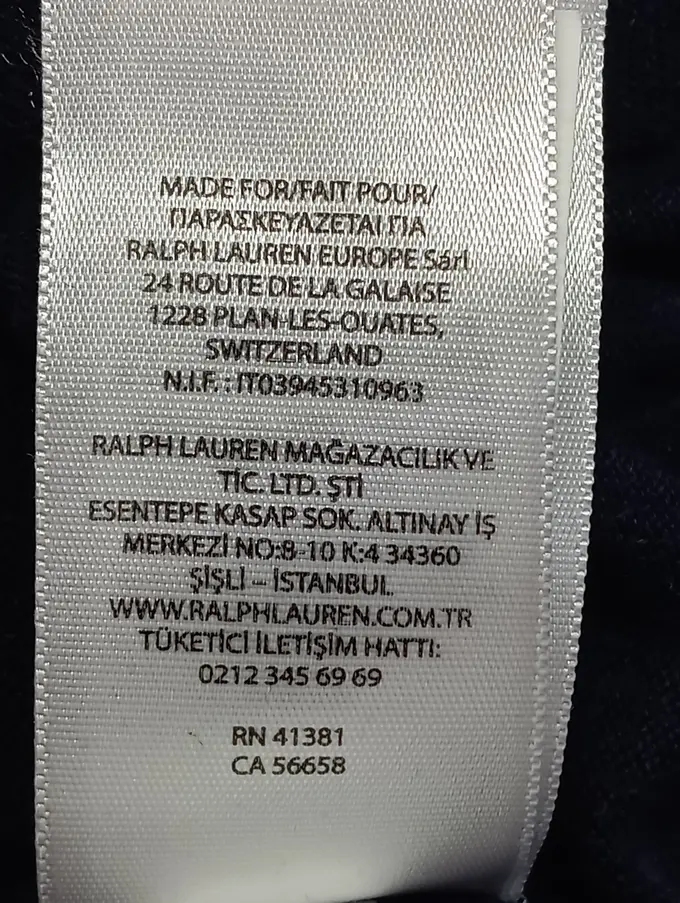 MADE FOR/FAIT POUR/
ΠΑΡΑΣΚΕΥΑΖΕΤΑΙ ΓΙΑ
RALPH LAUREN EUROPE Sárl
24 ROUTE DE LA GALAISE
1228 PLAN-LES-OUATES,
SWITZERLAND
N.I.F. : IT03945310963
RALPH LAUREN MAĞAZACILIK VE
TİC. LTD. ŞTİ
ESENTEPE KASAP SOK. ALTINAY İŞ
MERKEZİ NO:8-10 K:4 34360
ŞİŞLİ – İSTANBUL
WWW.RALPHLAUREN.COM.TR
TÜKETİCİ İLETİŞİM HATTI:
0212 345 69 69
RN 41381
CA 56658